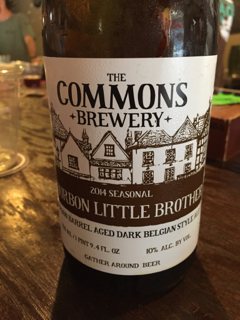 THE
COMMONS
BREWERY
2014 SEASONAL
LITTLE BROTHER
BARREL AGED DARK BELGIAN STYLE
1 PINT 9.4 FL. OZ 10% ALC. BY VOL.
GATHER AROUND BEER